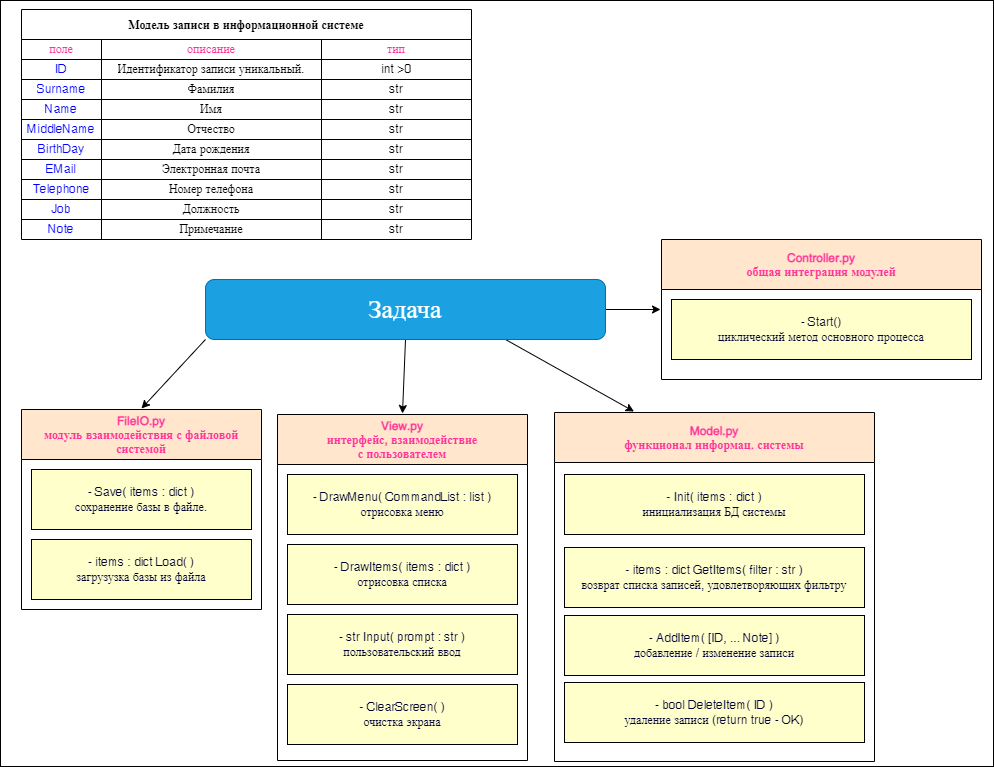 Модель записи в информационной системе
поле описание тип
ID Идентификатор записи уникальный. int >0
Surname Фамилия str
Name Имя str
MiddleName Отчество str
BirthDay Дата рождения str
EMail Электронная почта str
Telephone Номер телефона str
Job Должность str
Note Примечание str
Controller.py
общая интеграция модулей
- Start()
циклический метод основного процесса
Задача
FileIO.py
модуль взаимодействия с файловой
системой
- Save( items : dict )
сохранение базы в файле.
- items : dict Load( )
загрузузка базы из файла
View.py
интерфейс, взаимодействие
с пользователем
- DrawMenu( CommandList : list )
отрисовка меню
- DrawItems( items : dict )
отрисовка списка
- str Input( prompt : str )
пользовательский ввод
- ClearScreen( )
очистка экрана
Model.py
функционал информац. системы
- Init( items : dict )
инициализация БД системы
- items : dict GetItems( filter : str )
возврат списка записей, удовлетворяющих фильтру
- AddItem( [ID, ... Note] )
добавление / изменение записи
- bool DeleteItem( ID )
удаление записи (return true - OK)